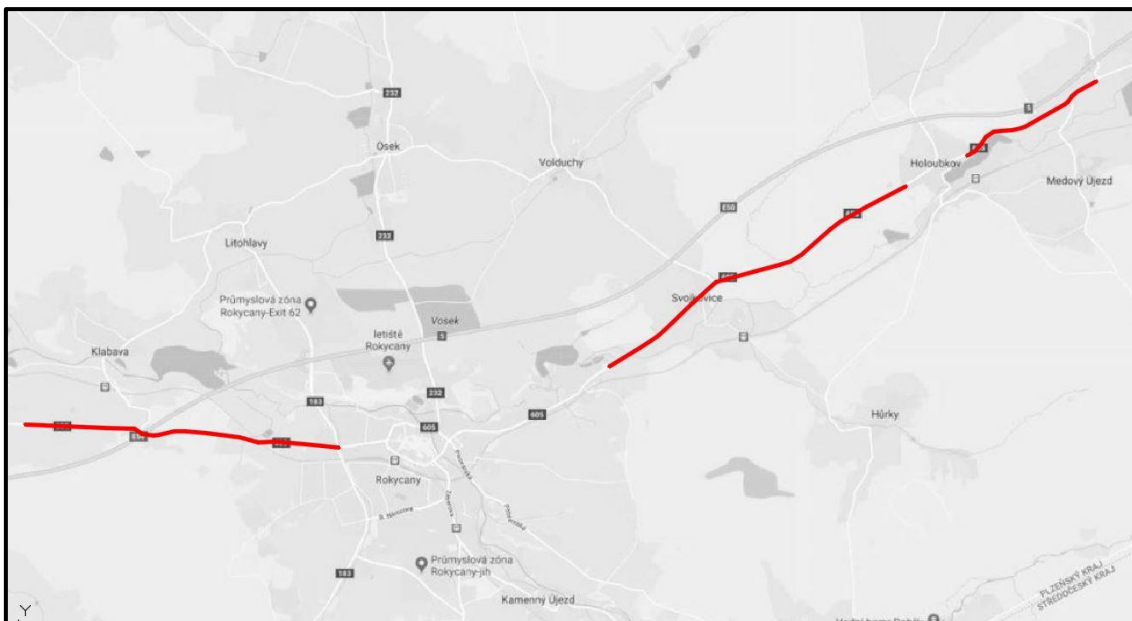 232
5
Osek
Volduchy
Holoubkov
Medový Újezd
E50
232
Litohlavy
Průmyslová zóna
Rokycany-Exit 62
Svojkovice
Vosek
letiště
Rokycany
5
Klabava
183
232
605
605
Hůrky
Rokycany
183
Průmyslová zóna
Rokycany-jih
Kamenný Újezd
PLZEŇSKÝ KRAJ
STŘEDOČESKÝ KRAJ
Y